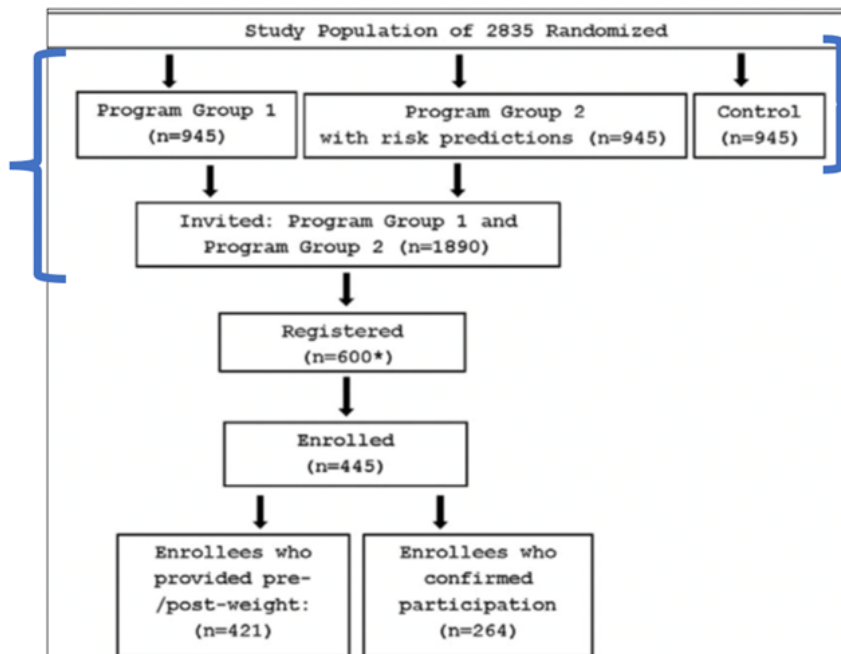 Study Population of 2835 Randomized
Program Group 1
(n=945)
Program Group 2
with risk predictions (n=945)
Control
(n=945)
Invited: Program Group 1 and
Program Group 2 (n=1890)
Registered
(n=600*)
Enrolled
(n=445)
Enrollees who
provided pre-
/post-weight:
(n=421)
Enrollees who
confirmed
participation
(n=264)